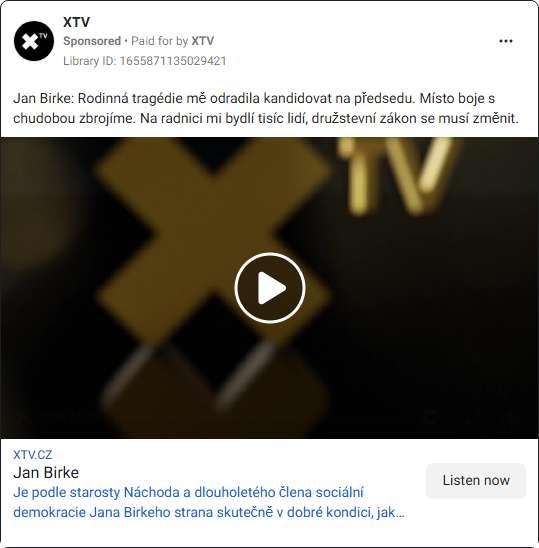 XTV
Sponsored • Paid for by XTV
Library ID: 1655871135029421
Jan Birke: Rodinná tragédie mě odradila kandidovat na předsedu. Místo boje s
chudobou zbrojíme. Na radnici mi bydlí tisíc lidí, družstevní zákon se musí změnit.
TV
XTV.CZ
Jan Birke
Je podle starosty Náchoda a dlouholetého člena sociální
demokracie Jana Birkeho strana skutečně v dobré kondici, jak...
Listen now